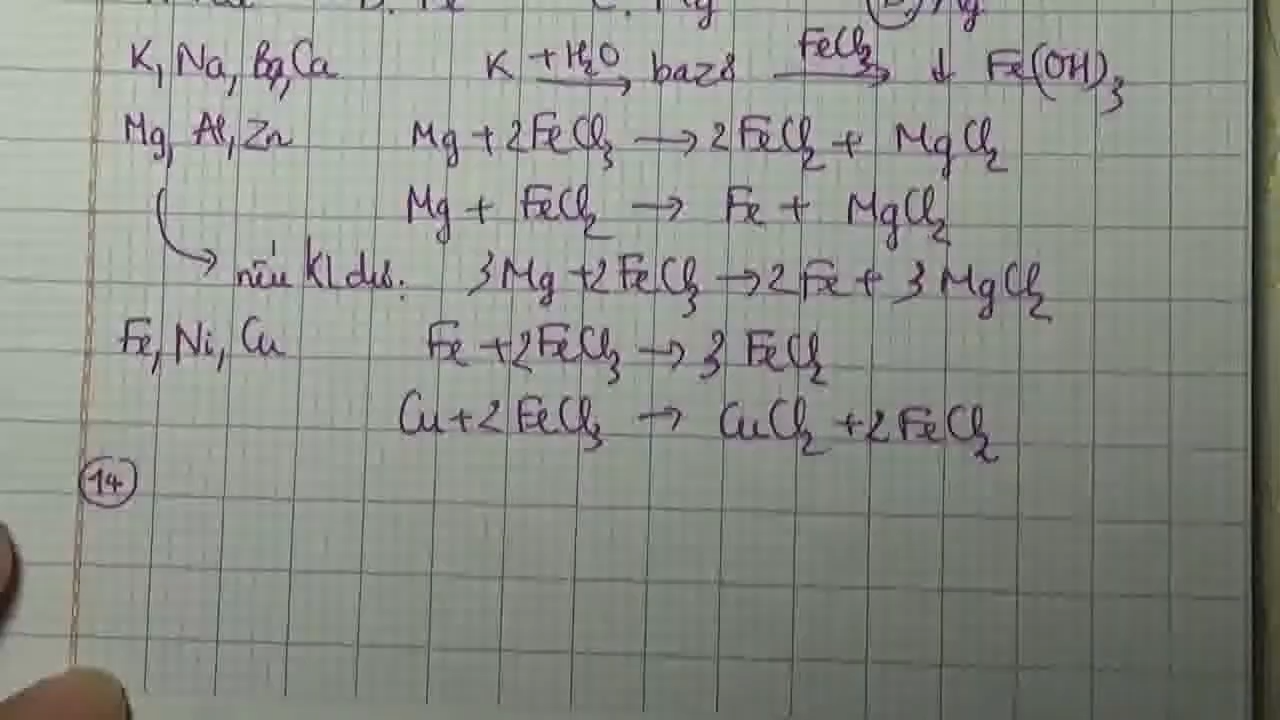 K, Na, Ba, Ca K +H₂O → bazơ FeCl₃ → ↓ Fe(OH)₃
Mg, Al, Zn Mg + 2FeCl₃ → 2FeCl₂ + MgCl₂
Mg + FeCl₂ → Fe + MgCl₂
→ nếu KL dư: 3Mg + 2FeCl₃ → 2Fe + 3MgCl₂
Fe, Ni, Cu Fe + 2FeCl₃ → 3FeCl₂
Cu + 2FeCl₃ → CuCl₂ + 2FeCl₂
14